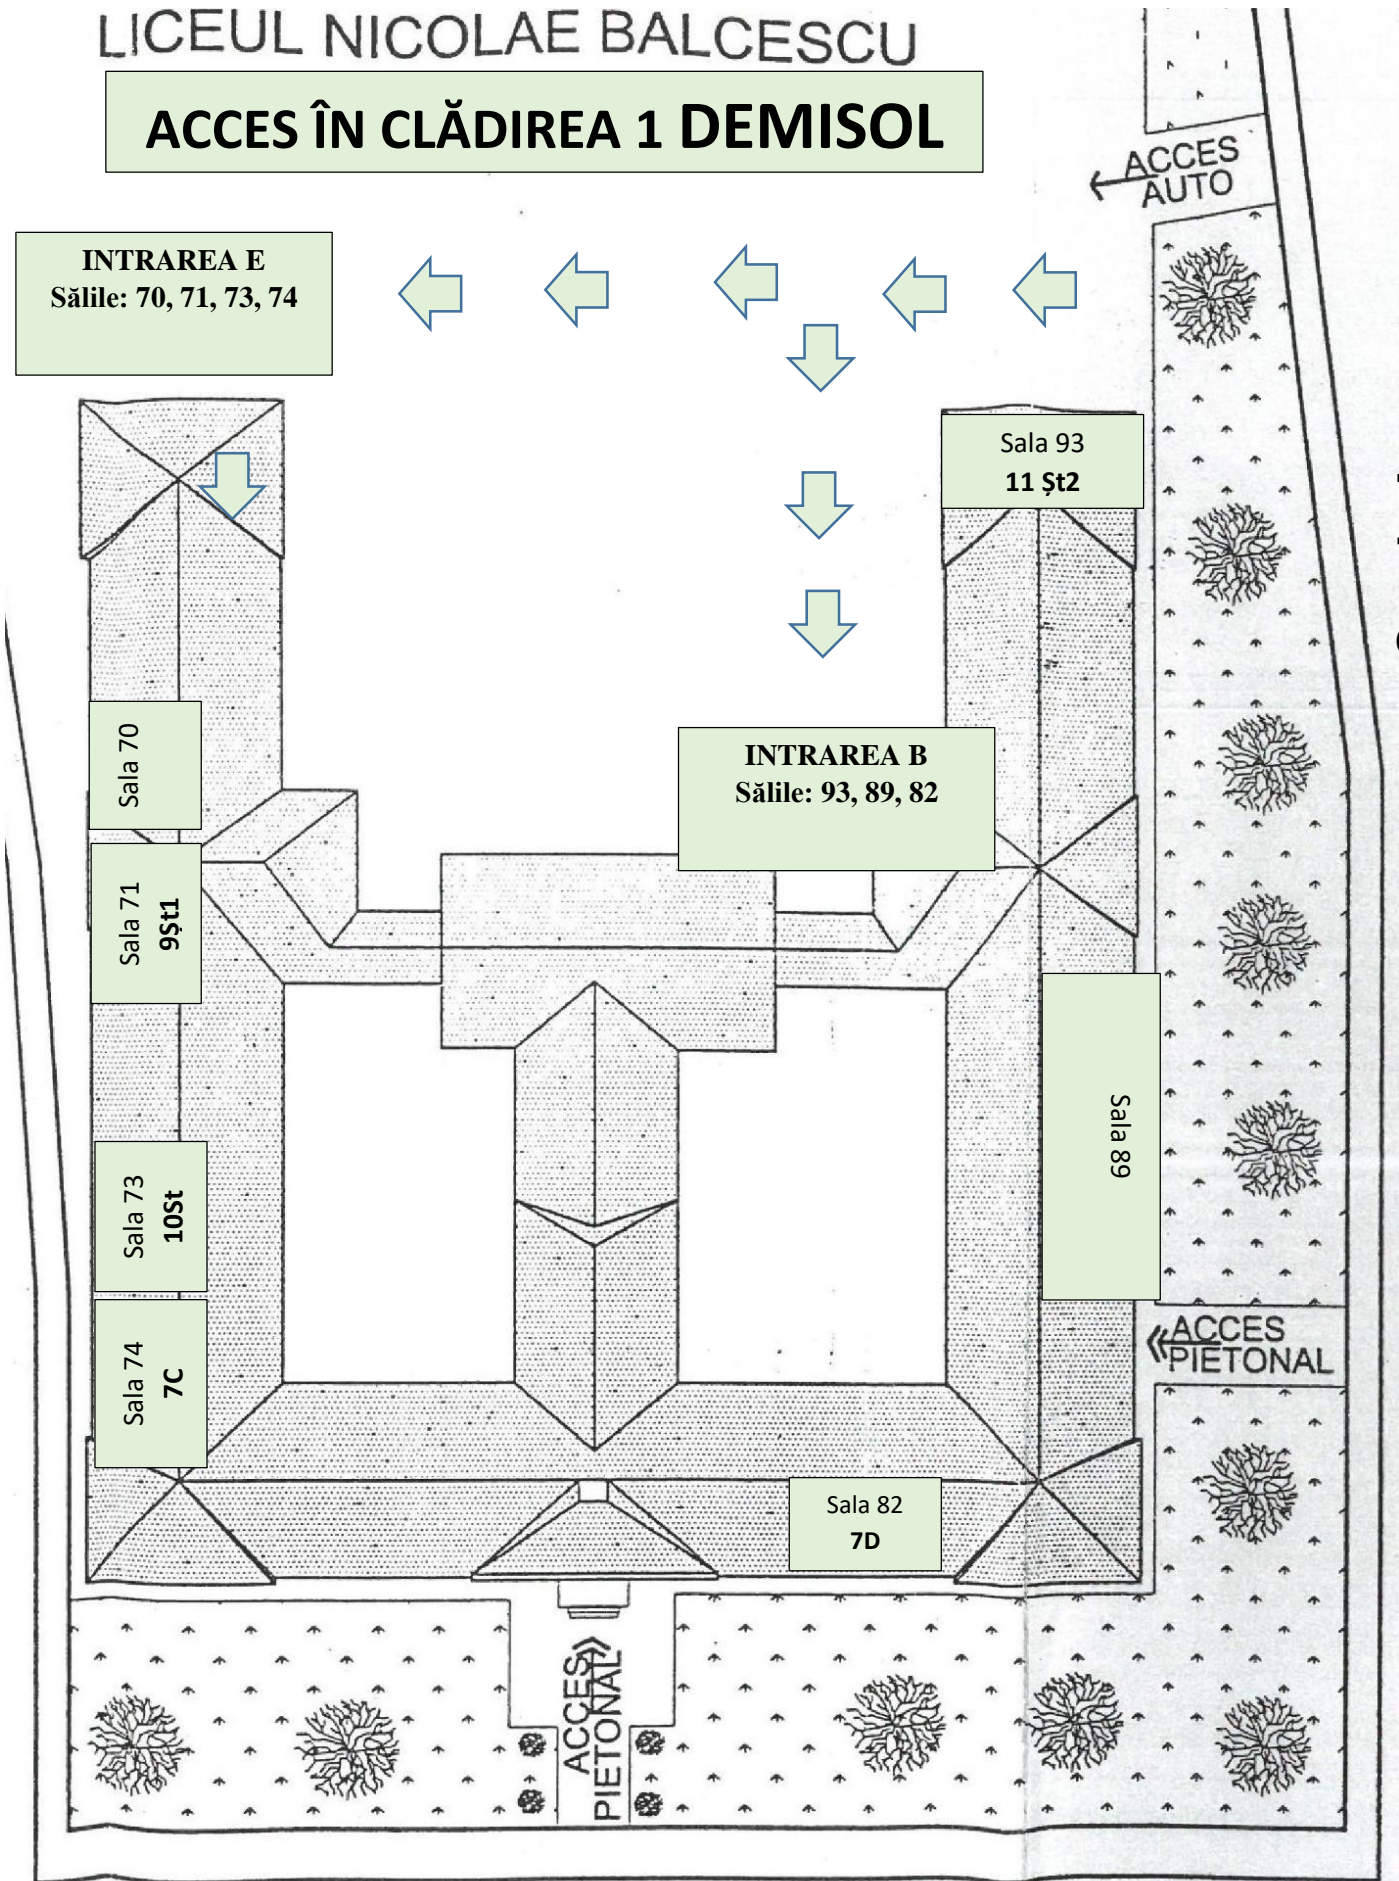 LICEUL NICOLAE BALCESCU
ACCES ÎN CLĂDIREA 1 DEMISOL
ACCES
AUTO
INTRAREA E
Sălile: 70, 71, 73, 74
Sala 93
11 Șt2
Sala 70
INTRAREA B
Sălile: 93, 89, 82
Sala 71
9Șt1
Sala 89
Sala 73
10St
Sala 74
7C
ACCES
PIETONAL
Sala 82
7D
ACCES
PIETONAL